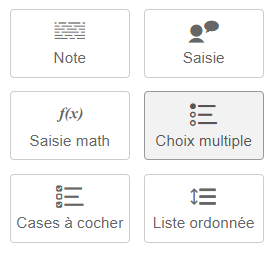 Note
Saisie
f(x)
Saisie math
Choix multiple
Cases à cocher
Liste ordonnée